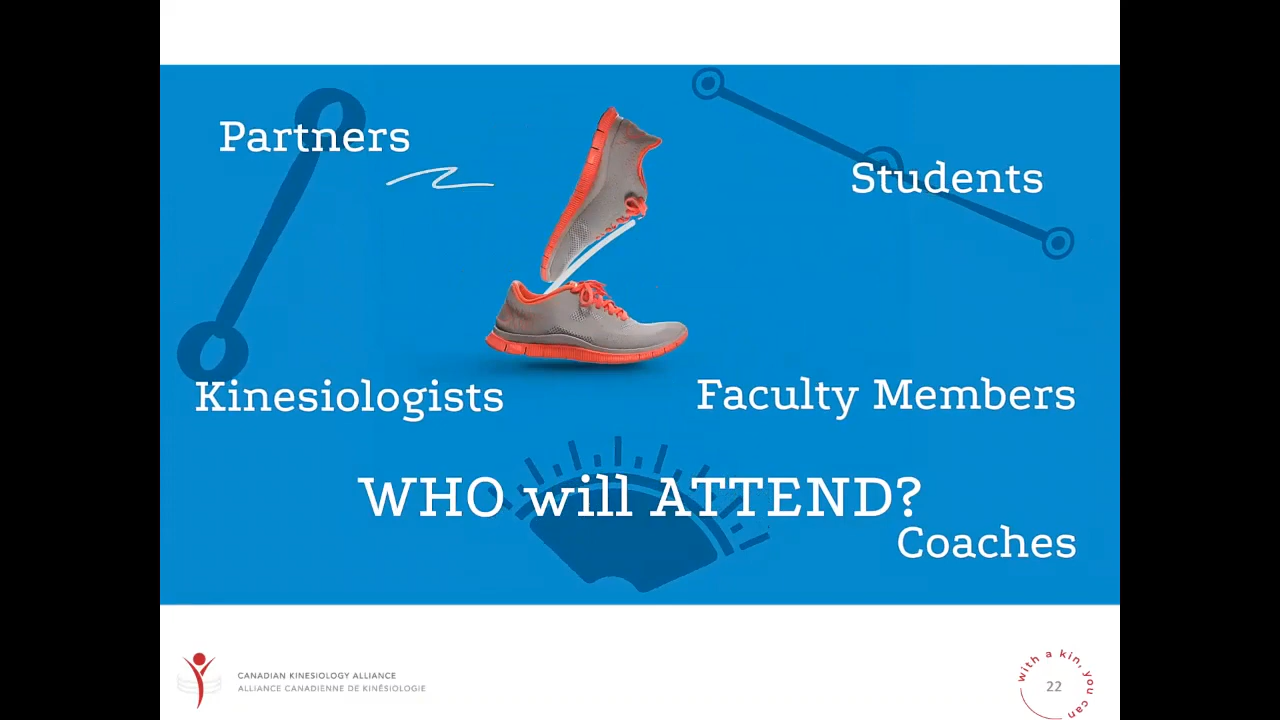 Partners
Students
Kinesiologists
Faculty Members
WHO will ATTEND?
Coaches
CANADIAN KINESIOLOGY ALLIANCE
ALLIANCE CANADIENNE DE KINÉSIOLOGIE
with a kin, you can
22